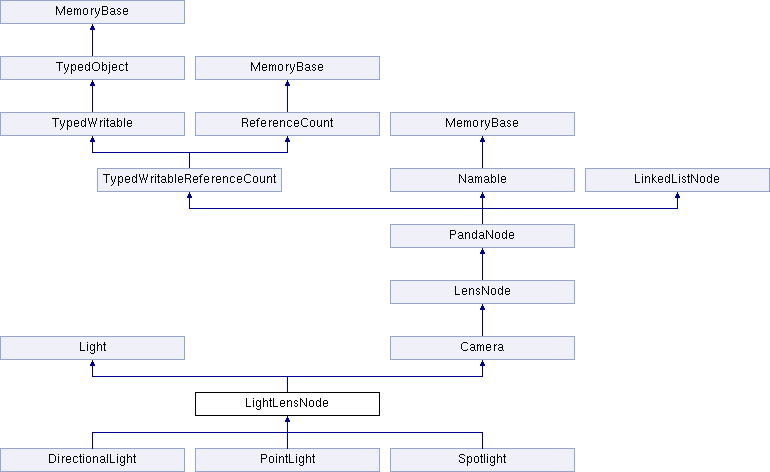 MemoryBase
TypedObject
MemoryBase
TypedWritable
ReferenceCount
MemoryBase
TypedWritableReferenceCount
Namable
LinkedListNode
PandaNode
LensNode
Light
Camera
LightLensNode
DirectionalLight
PointLight
Spotlight